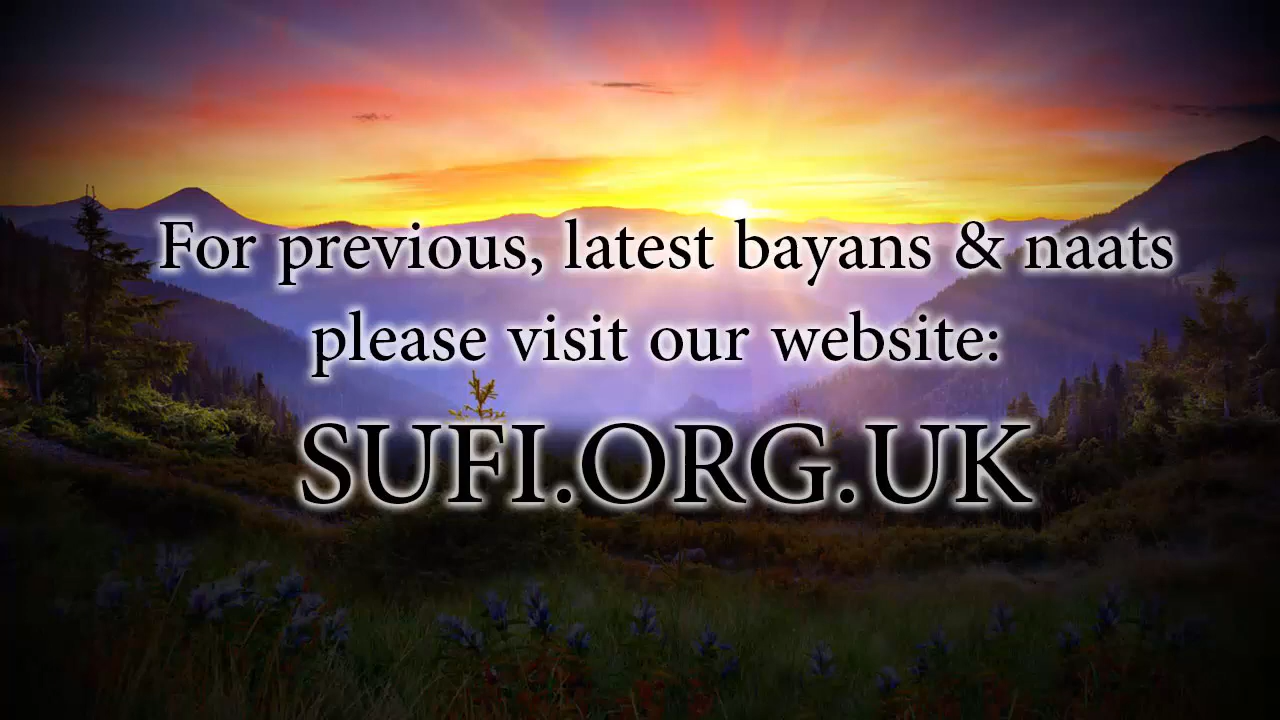 For previous, latest bayans & naats
please visit our website:
SUFI.ORG.UK